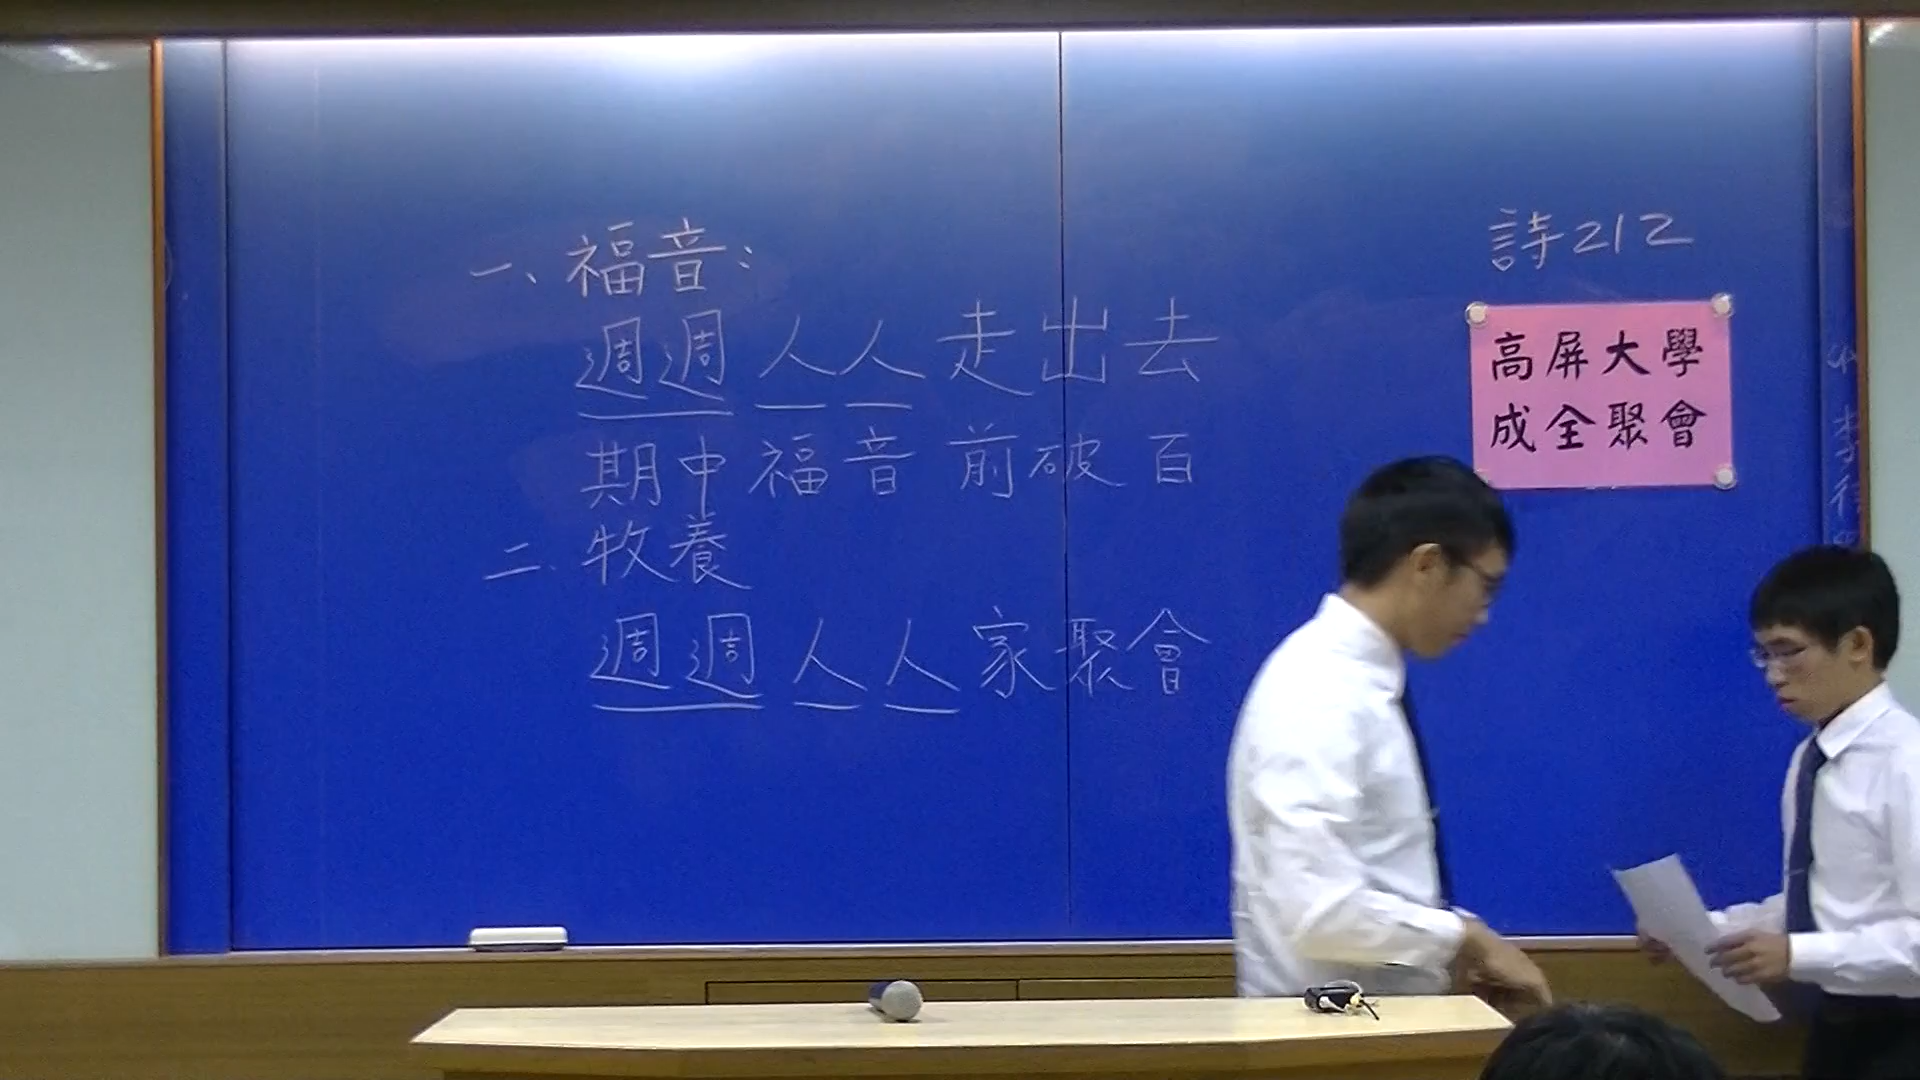 一、福音：
週週人人走出去
期中福音前破百
二.牧養
週週人人家聚會
詩212
高屏大學
成全聚會